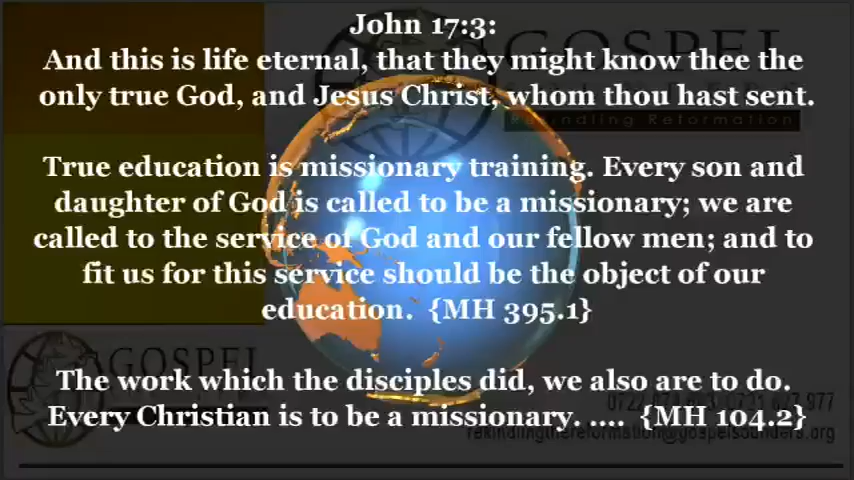 John 17:3:
And this is life eternal, that they might know thee the
only true God, and Jesus Christ, whom thou hast sent.
True education is missionary training. Every son and
daughter of God is called to be a missionary; we are
called to the service of God and our fellow men; and to
fit us for this service should be the object of our
education. {MH 395.1}
The work which the disciples did, we also are to do.
Every Christian is to be a missionary. .... {MH 104.2}
GOSPEL
Rekindling Reformation
GOSPEL
rekindlingthereformation@gospelsounders.org